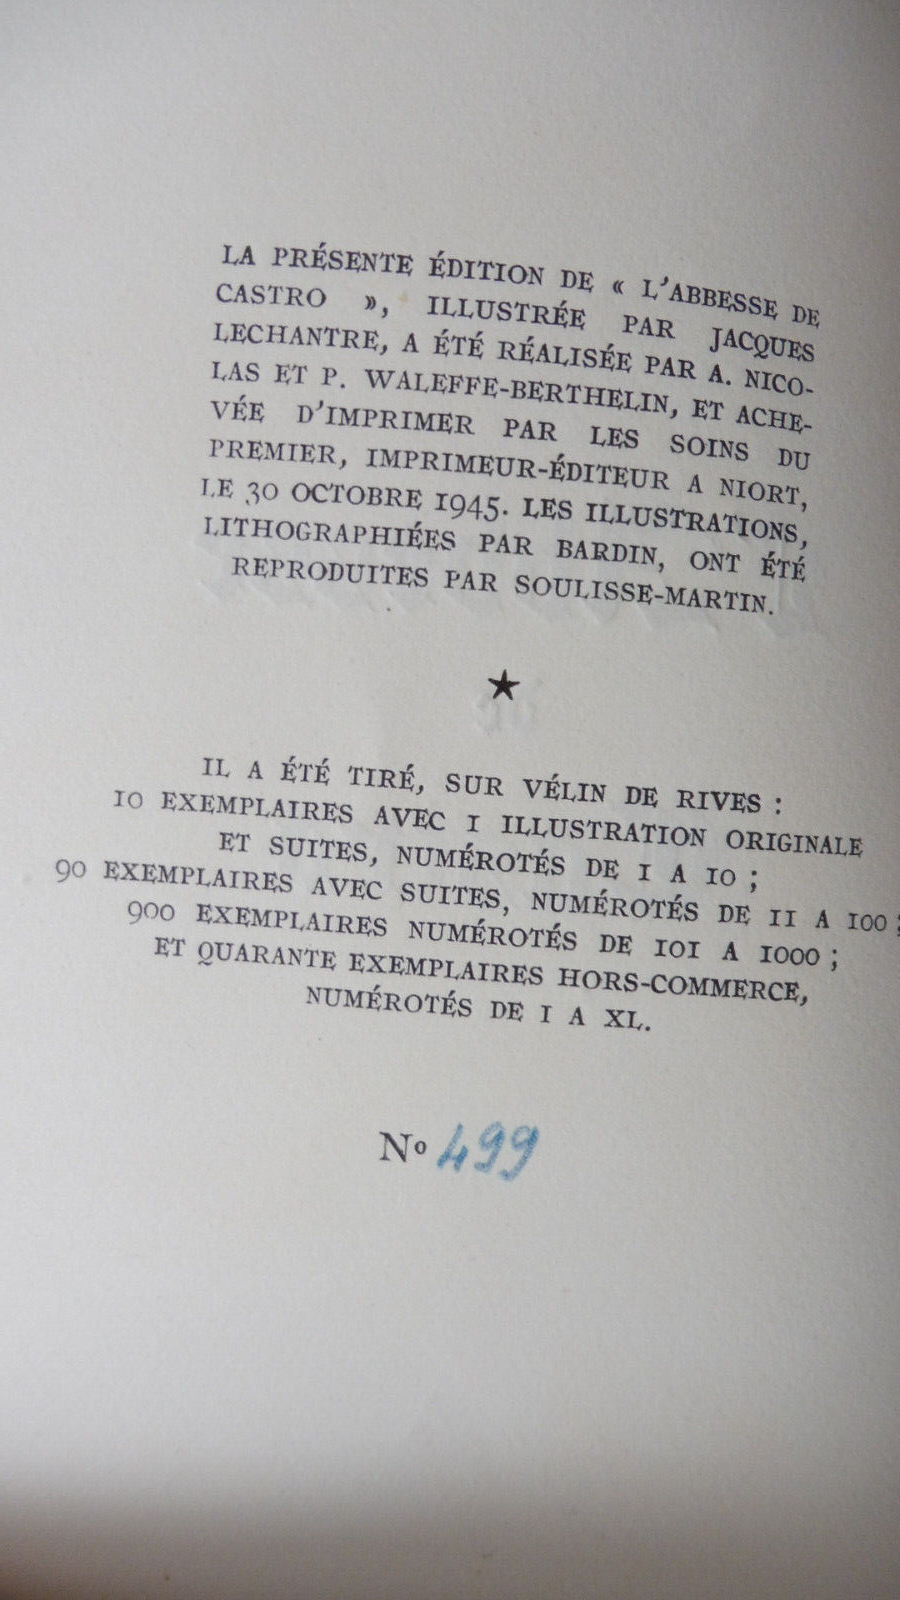 LA PRÉSENTE ÉDITION DE « L'ABBESSE DE
CASTRO », ILLUSTRÉE PAR JACQUES
LECHANTRE, A ÉTÉ RÉALISÉE PAR A. NICO-
LAS ET P. WALEFFE-BERTHELIN, ET ACHE-
VÉE D'IMPRIMER PAR LES SOINS DU
PREMIER, IMPRIMEUR-ÉDITEUR A NIORT,
LE 30 OCTOBRE 1945. LES ILLUSTRATIONS,
LITHOGRAPHIÉES PAR BARDIN, ONT ÉTÉ
REPRODUITES PAR SOULISSE-MARTIN.
★
IL A ÉTÉ TIRÉ, SUR VÉLIN DE RIVES :
10 EXEMPLAIRES AVEC 1 ILLUSTRATION ORIGINALE
ET SUITES, NUMÉROTÉS DE 1 A 10 ;
90 EXEMPLAIRES AVEC SUITES, NUMÉROTÉS DE 11 A 100 ;
900 EXEMPLAIRES NUMÉROTÉS DE 101 A 1000 ;
ET QUARANTE EXEMPLAIRES HORS-COMMERCE,
NUMÉROTÉS DE I A XL.
Nº 499